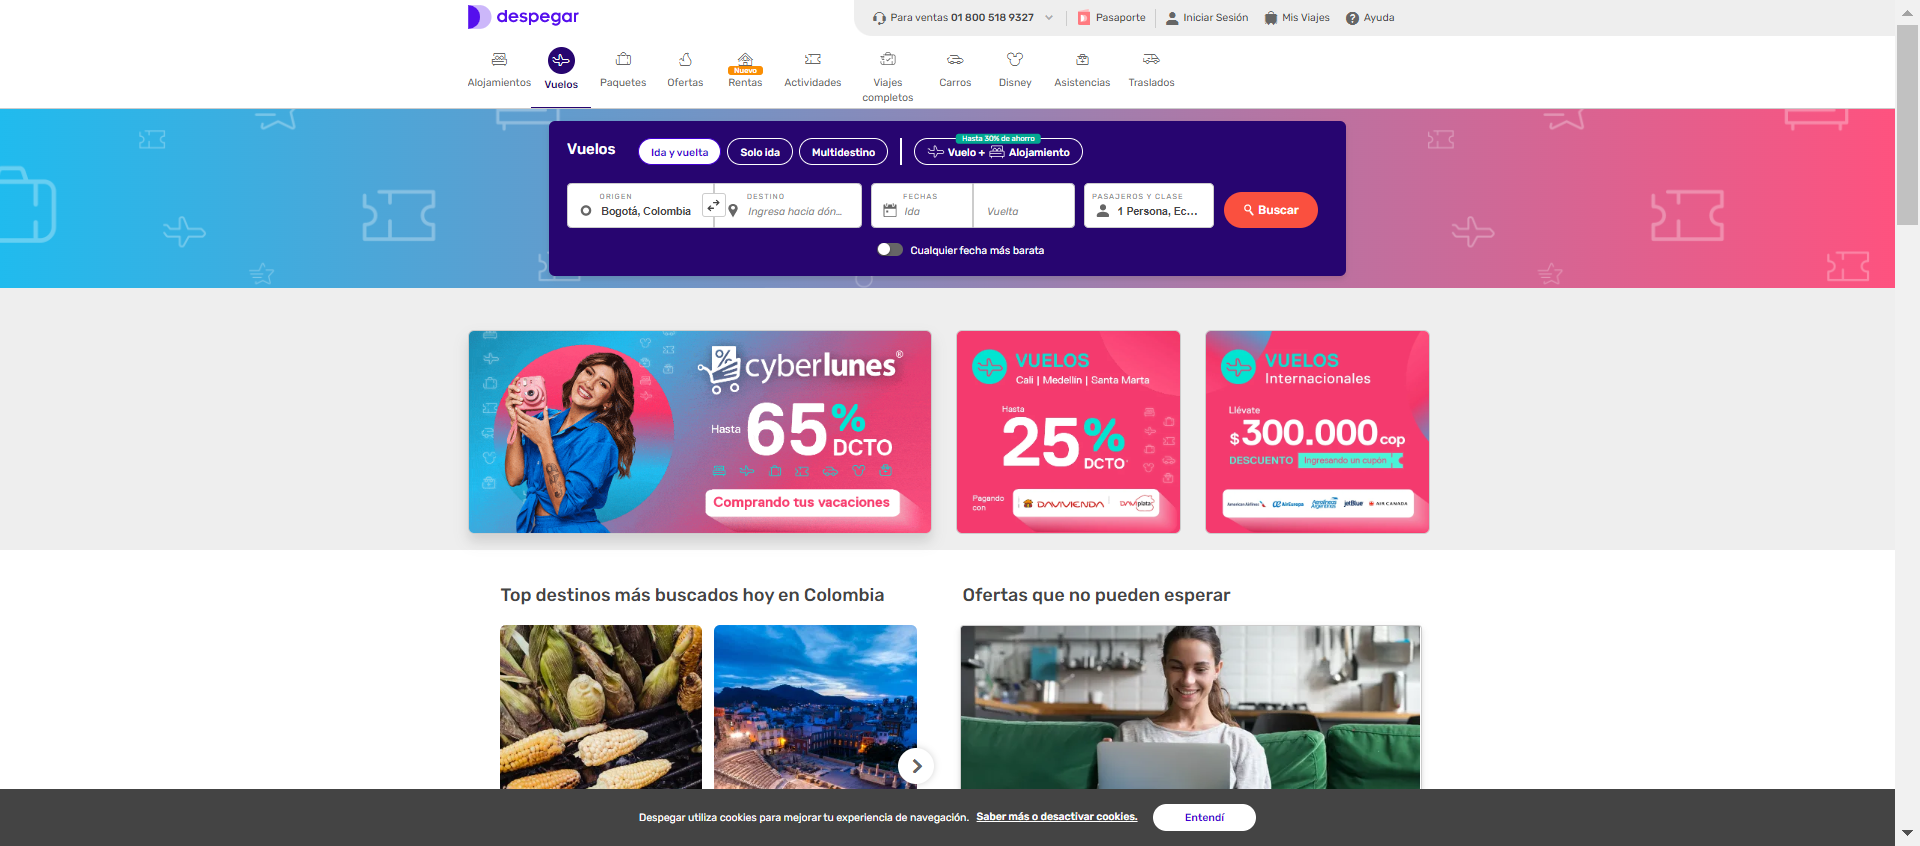 despegar
Para ventas 01 800 518 9327
Pasaporte
Iniciar Sesión
Mis Viajes
Ayuda
Alojamientos
Vuelos
Paquetes
Ofertas
Nuevo
Rentas
Actividades
Viajes
completos
Carros
Disney
Asistencias
Traslados
Vuelos
Ida y vuelta
Solo ida
Multidestino
Hasta 30% de ahorro
Vuelo + Alojamiento
ORIGEN
Bogotá, Colombia
DESTINO
Ingresa hacia dón...
FECHAS
Ida
Vuelta
PASAJEROS Y CLASE
1 Persona, Ec...
Buscar
Cualquier fecha más barata
cyberlunes®
Hasta 65% DCTO
Comprando tus vacaciones
VUELOS
Cali | Medellín | Santa Marta
Hasta
25% DCTO*
Pagando
con
DAVIVIENDA
DAVIplata
VUELOS
Internacionales
Llévate
$300.000 COP
DESCUENTO Ingresando un cupón
American Airlines
AirEuropa
Aerolíneas
Argentinas
jetBlue
AIR CANADA
Top destinos más buscados hoy en Colombia
Ofertas que no pueden esperar
Despegar utiliza cookies para mejorar tu experiencia de navegación. Saber más o desactivar cookies.
Entendí